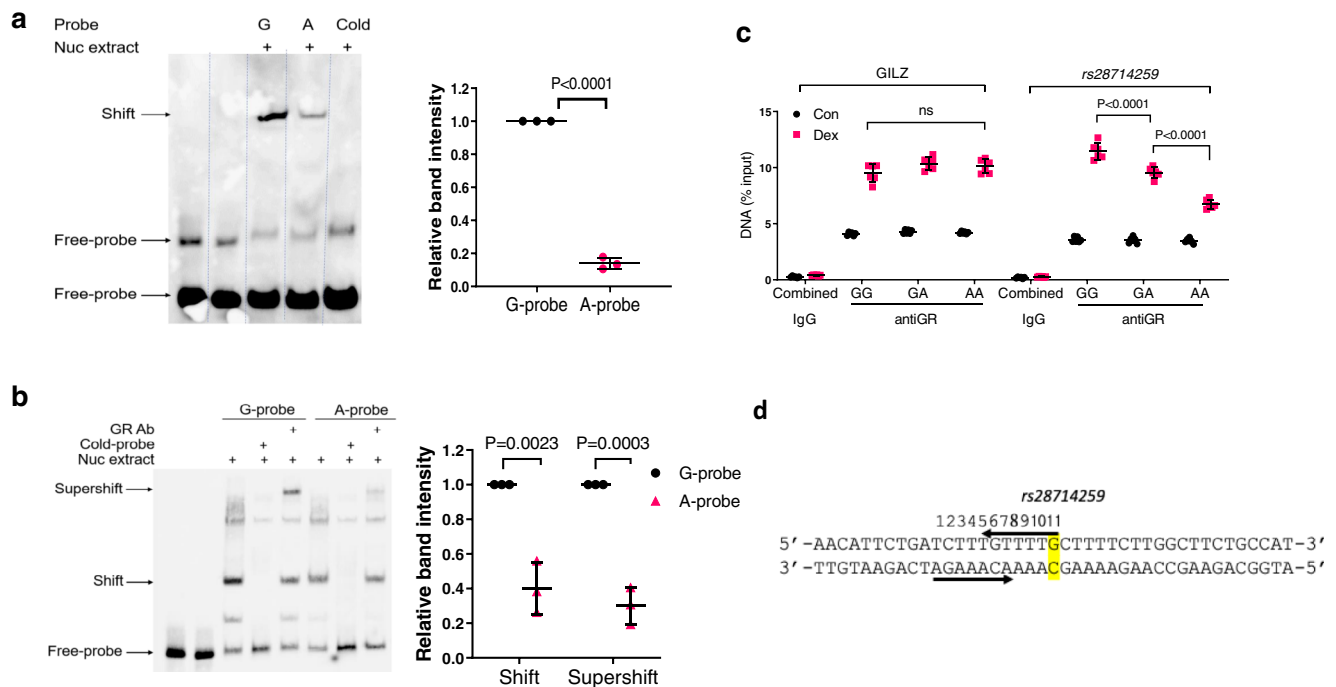 a
Probe G A Cold
Nuc extract + + +
Shift
Free-probe
Free-probe
Relative band intensity
1.2
1.0
0.8
0.6
0.4
0.2
0.0
P<0.0001
G-probe A-probe
b
G-probe A-probe
GR Ab + +
Cold-probe + +
Nuc extract + + + + + +
Supershift
Shift
Free-probe
Relative band intensity
1.2
1.0
0.8
0.6
0.4
0.2
0.0
P=0.0023 P=0.0003
G-probe
A-probe
Shift Supershift
c
GILZ rs28714259
Con
Dex
ns
P<0.0001
P<0.0001
DNA (% input)
15
10
5
0
Combined GG GA AA Combined GG GA AA
IgG antiGR IgG antiGR
d
rs28714259
1234567891011
5′-AACATTCTGATCTTTGTTTTGCTTTTCTTGGCTTCTGCCAT-3′
3′-TTGTAAGACTAGAAACAAAACGAAAAGAACCGAAGACGGTA-5′